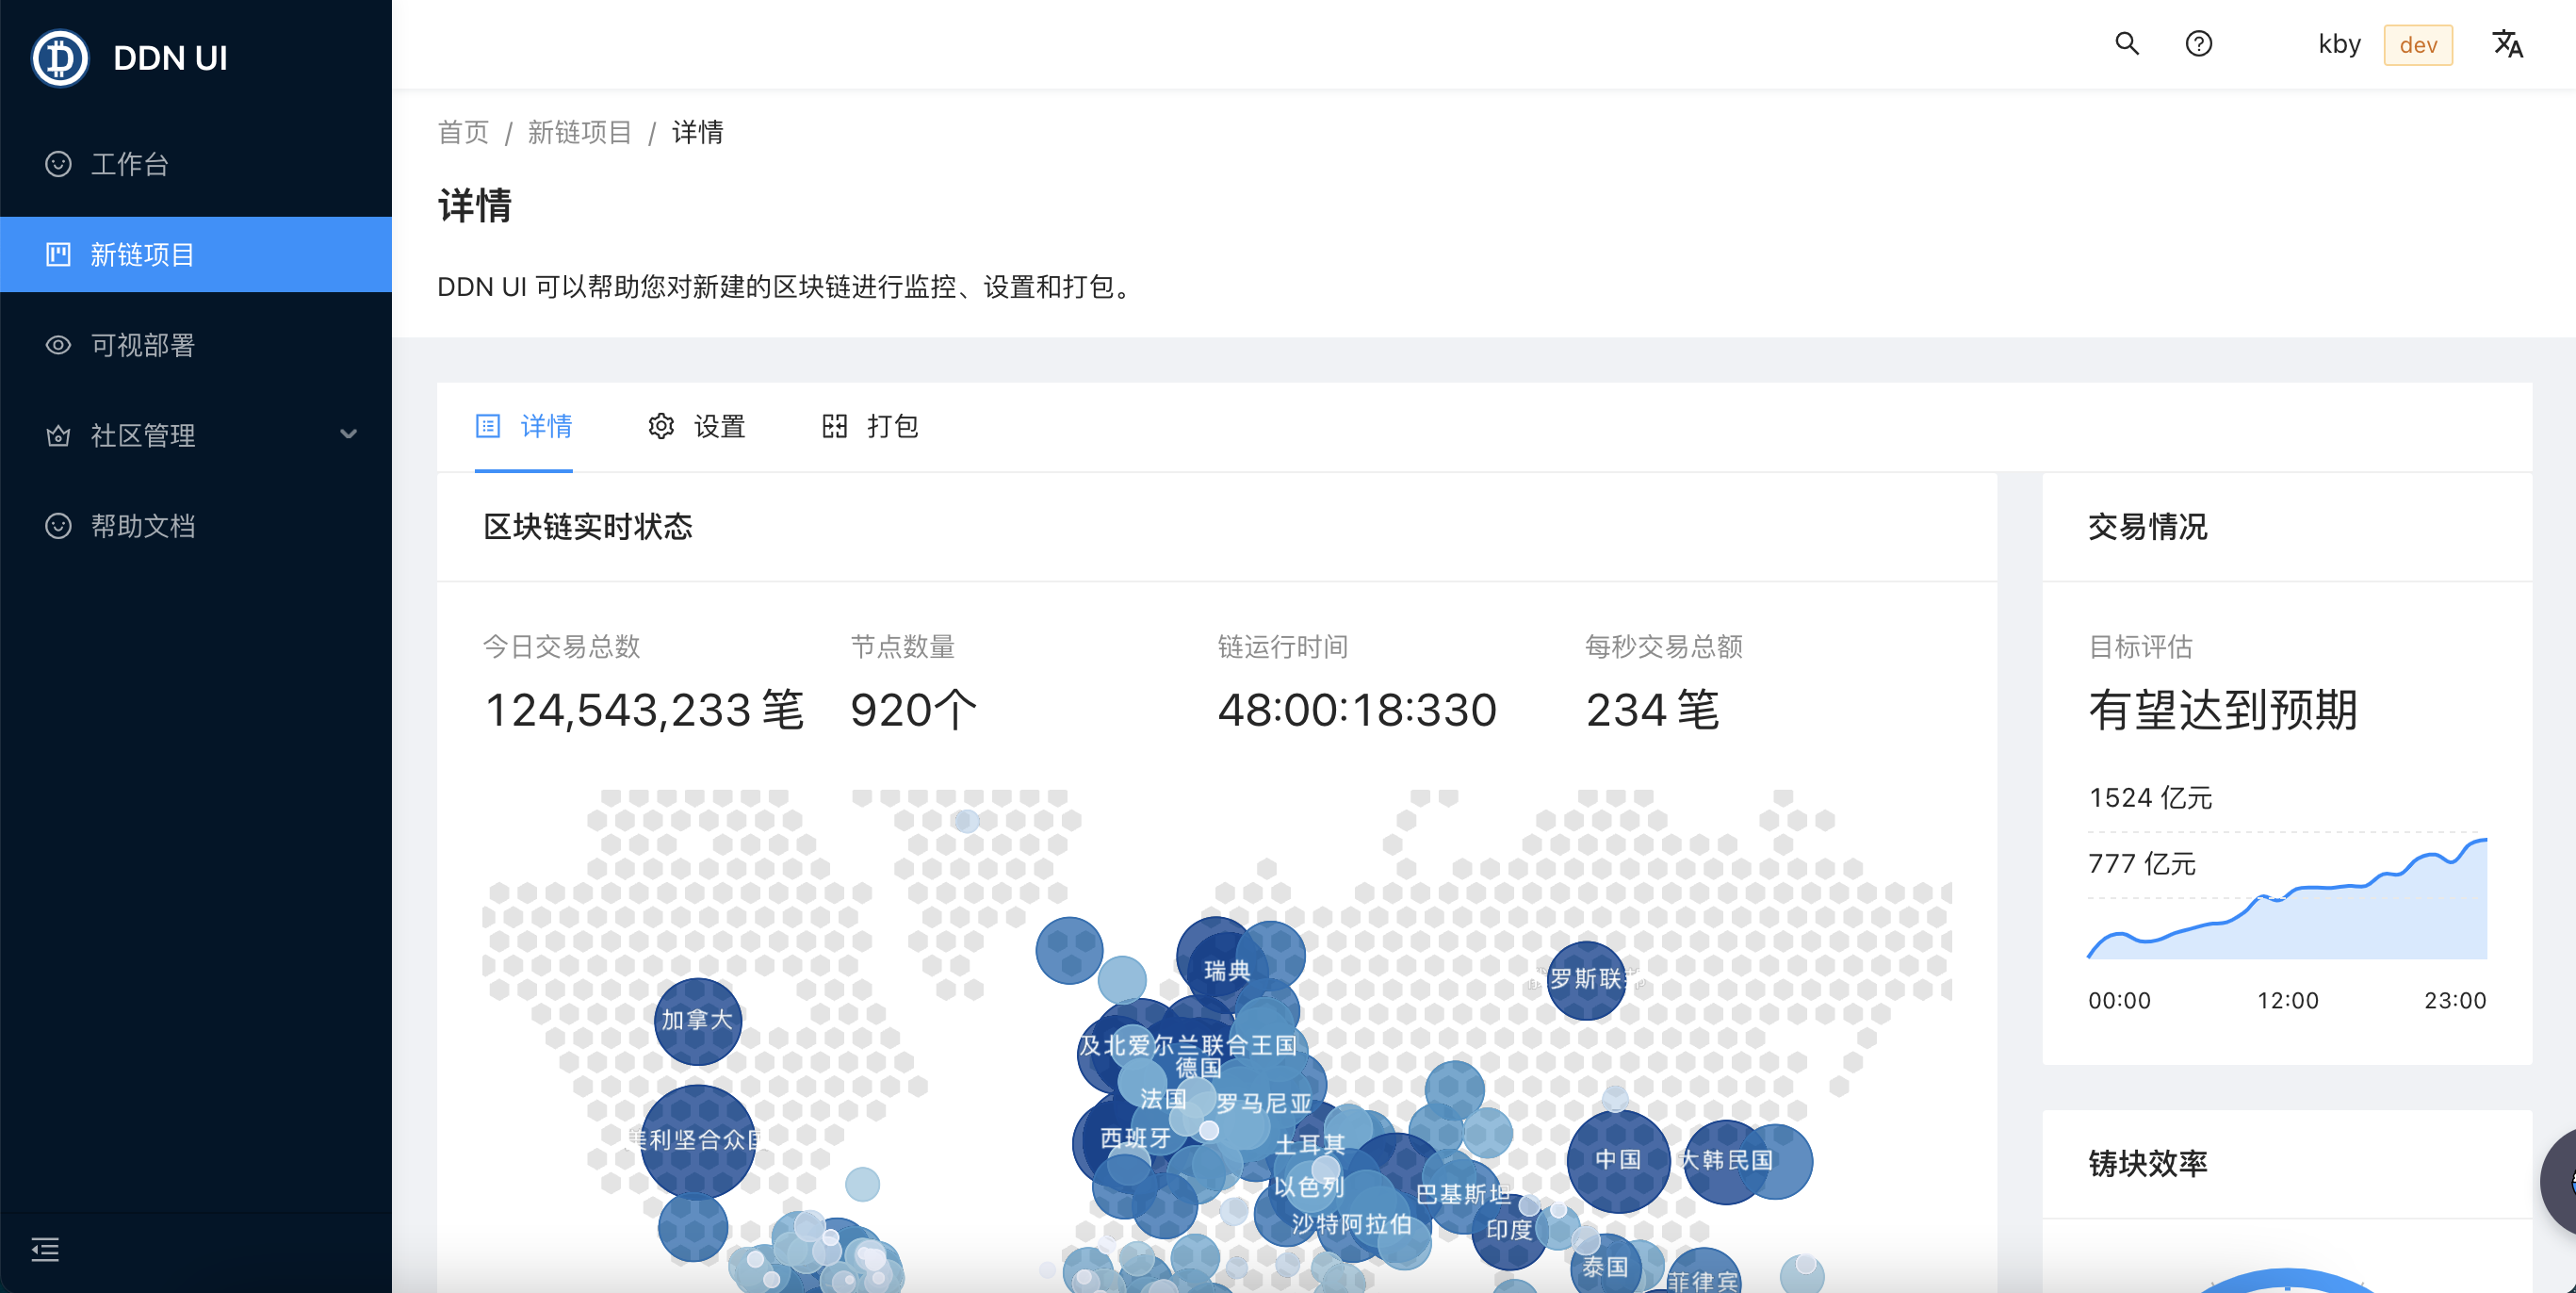 DDN UI
kby
dev
工作台
新链项目
可视部署
社区管理
帮助文档
首页 / 新链项目 / 详情
详情
DDN UI 可以帮助您对新建的区块链进行监控、设置和打包。
详情
设置
打包
区块链实时状态
今日交易总数
124,543,233 笔
节点数量
920个
链运行时间
48:00:18:330
每秒交易总额
234 笔
瑞典
罗斯联
加拿大
及北爱尔兰联合王国
德国
法国
罗马尼亚
西班牙
土耳其
利坚合众
中国
大韩民国
以色列
巴基斯坦
沙特阿拉伯
印度
泰国
菲律宾
交易情况
目标评估
有望达到预期
1524 亿元
777 亿元
00:00
12:00
23:00
铸块效率